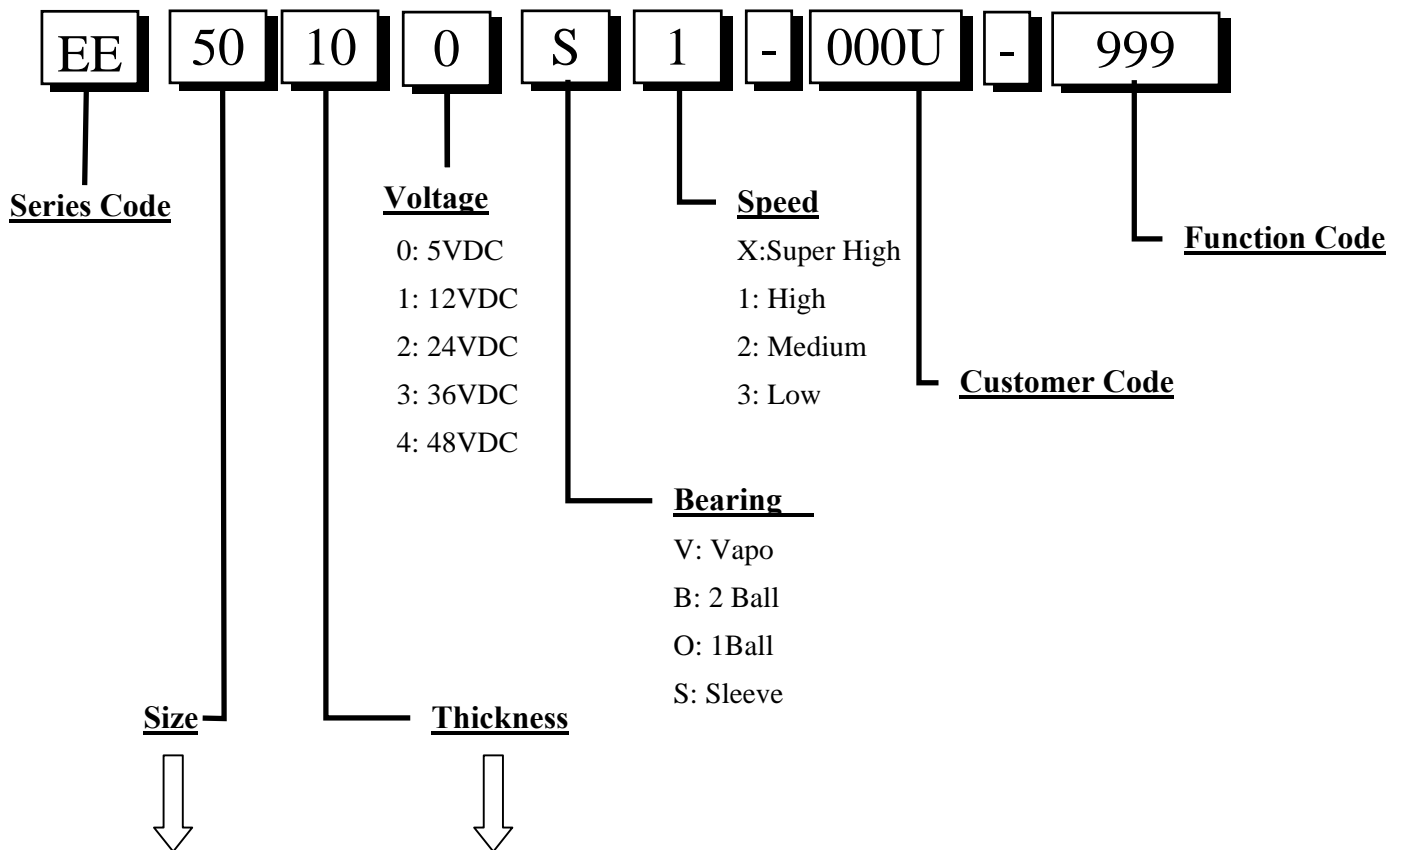 EE 50 10 0 S 1 - 000U - 999
Series Code
Voltage
0: 5VDC
1: 12VDC
2: 24VDC
3: 36VDC
4: 48VDC
Speed
X:Super High
1: High
2: Medium
3: Low
Function Code
Customer Code
Bearing
V: Vapo
B: 2 Ball
O: 1Ball
S: Sleeve
Size
Thickness